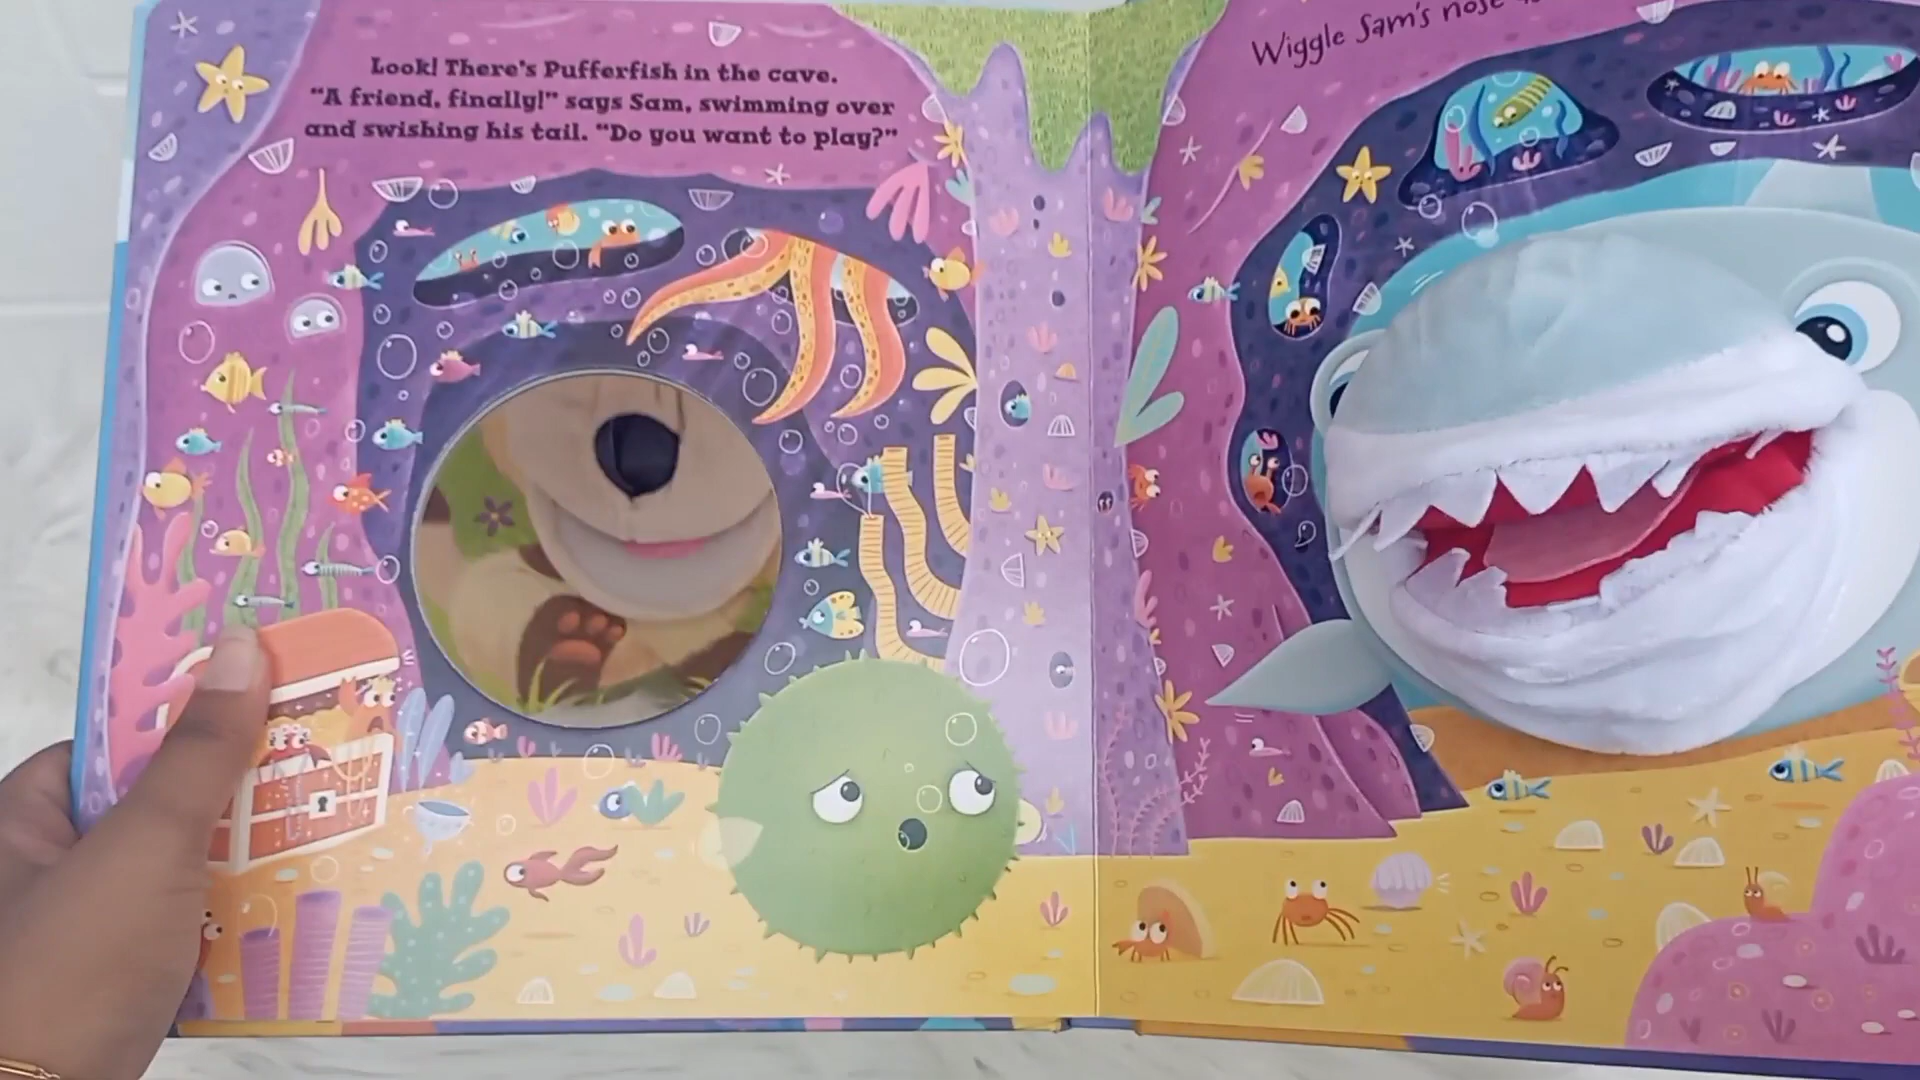 Look! There's Pufferfish in the cave.
"A friend, finally!" says Sam, swimming over
and swishing his tail. "Do you want to play?"
Wiggle Sam's nose